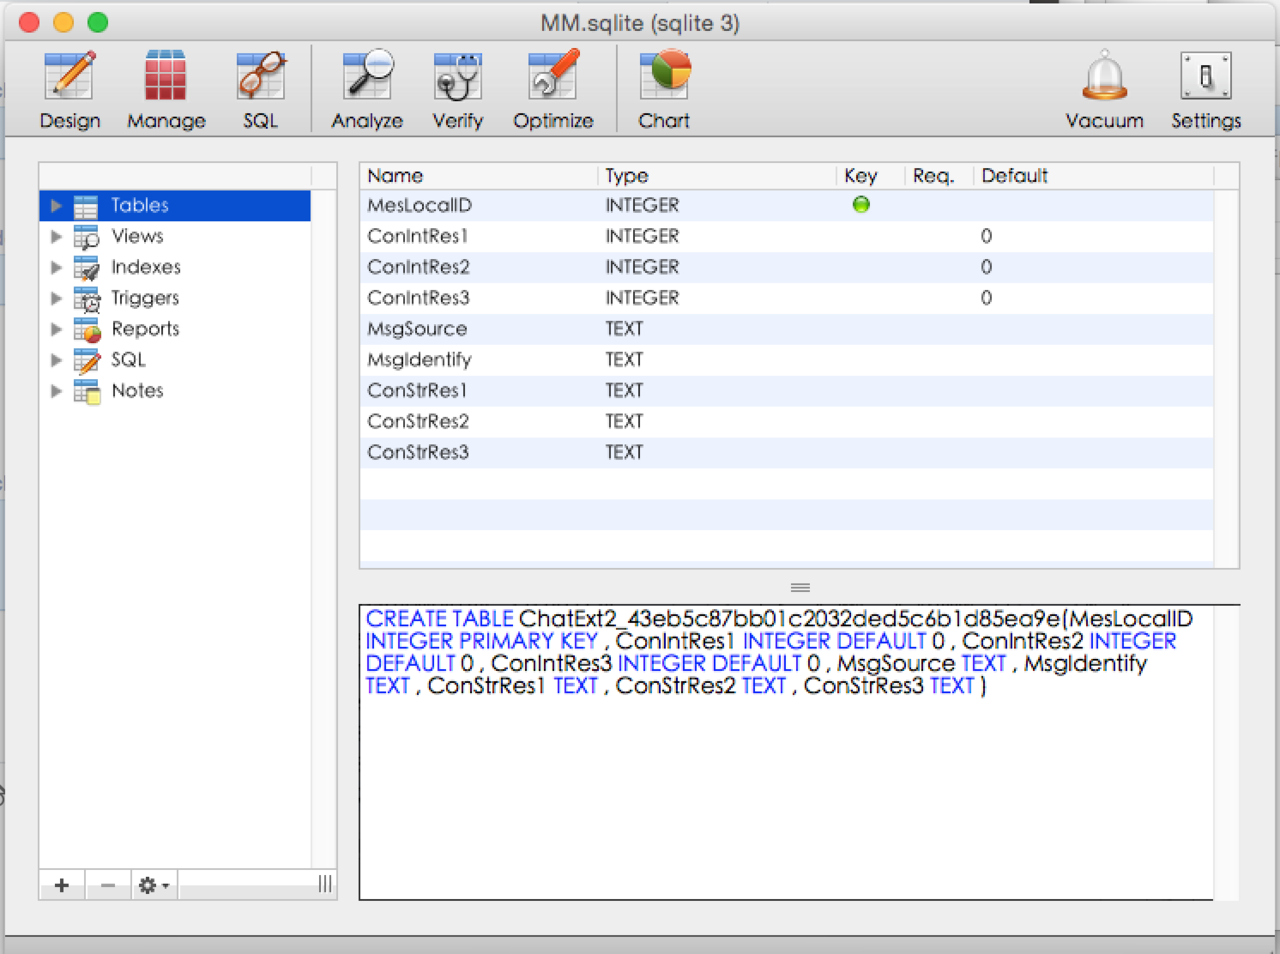 MM.sqlite (sqlite 3)
Design Manage SQL Analyze Verify Optimize Chart Vacuum Settings
Tables
Views
Indexes
Triggers
Reports
SQL
Notes
Name Type Key Req. Default
MesLocalID INTEGER
ConIntRes1 INTEGER 0
ConIntRes2 INTEGER 0
ConIntRes3 INTEGER 0
MsgSource TEXT
MsgIdentify TEXT
ConStrRes1 TEXT
ConStrRes2 TEXT
ConStrRes3 TEXT
CREATE TABLE ChatExt2_43eb5c87bb01c2032ded5c6b1d85ea9e(MesLocalID
INTEGER PRIMARY KEY , ConIntRes1 INTEGER DEFAULT 0 , ConIntRes2 INTEGER
DEFAULT 0 , ConIntRes3 INTEGER DEFAULT 0 , MsgSource TEXT , MsgIdentify
TEXT , ConStrRes1 TEXT , ConStrRes2 TEXT , ConStrRes3 TEXT )